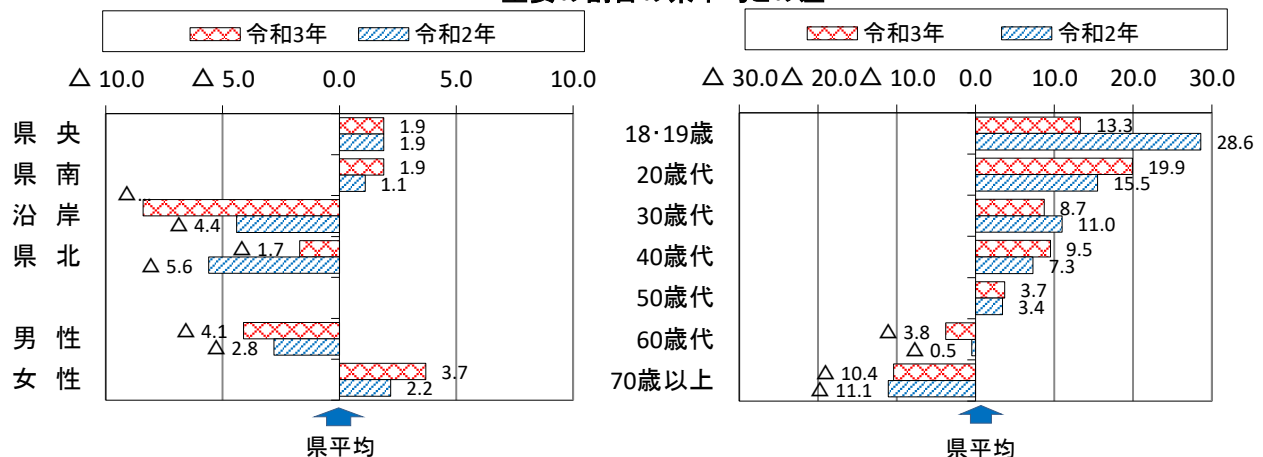 令和3年 令和2年
△ 10.0 △ 5.0 0.0 5.0 10.0
県 央 1.9
1.9
県 南 1.9
1.1
沿 岸 △ …
△ 4.4
県 北 △ 1.7
△ 5.6
男 性 △ 4.1
△ 2.8
女 性 3.7
2.2
県平均
令和3年 令和2年
△ 30.0 △ 20.0 △ 10.0 0.0 10.0 20.0 30.0
18･19歳 13.3
28.6
20歳代 19.9
15.5
30歳代 8.7
11.0
40歳代 9.5
7.3
50歳代 3.7
3.4
60歳代 △ 3.8
△ 0.5
70歳以上 △ 10.4
△ 11.1
県平均